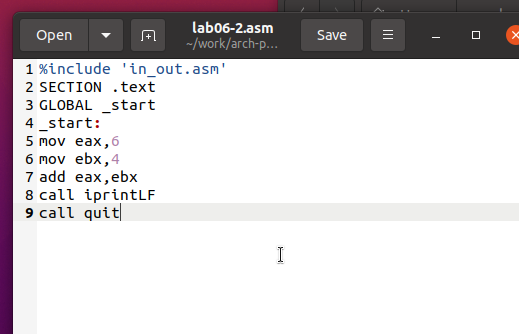 Open
lab06-2.asm
~/work/arch-p...
Save
1 %include 'in_out.asm'
2 SECTION .text
3 GLOBAL _start
4 _start:
5 mov eax,6
6 mov ebx,4
7 add eax,ebx
8 call iprintLF
9 call quit